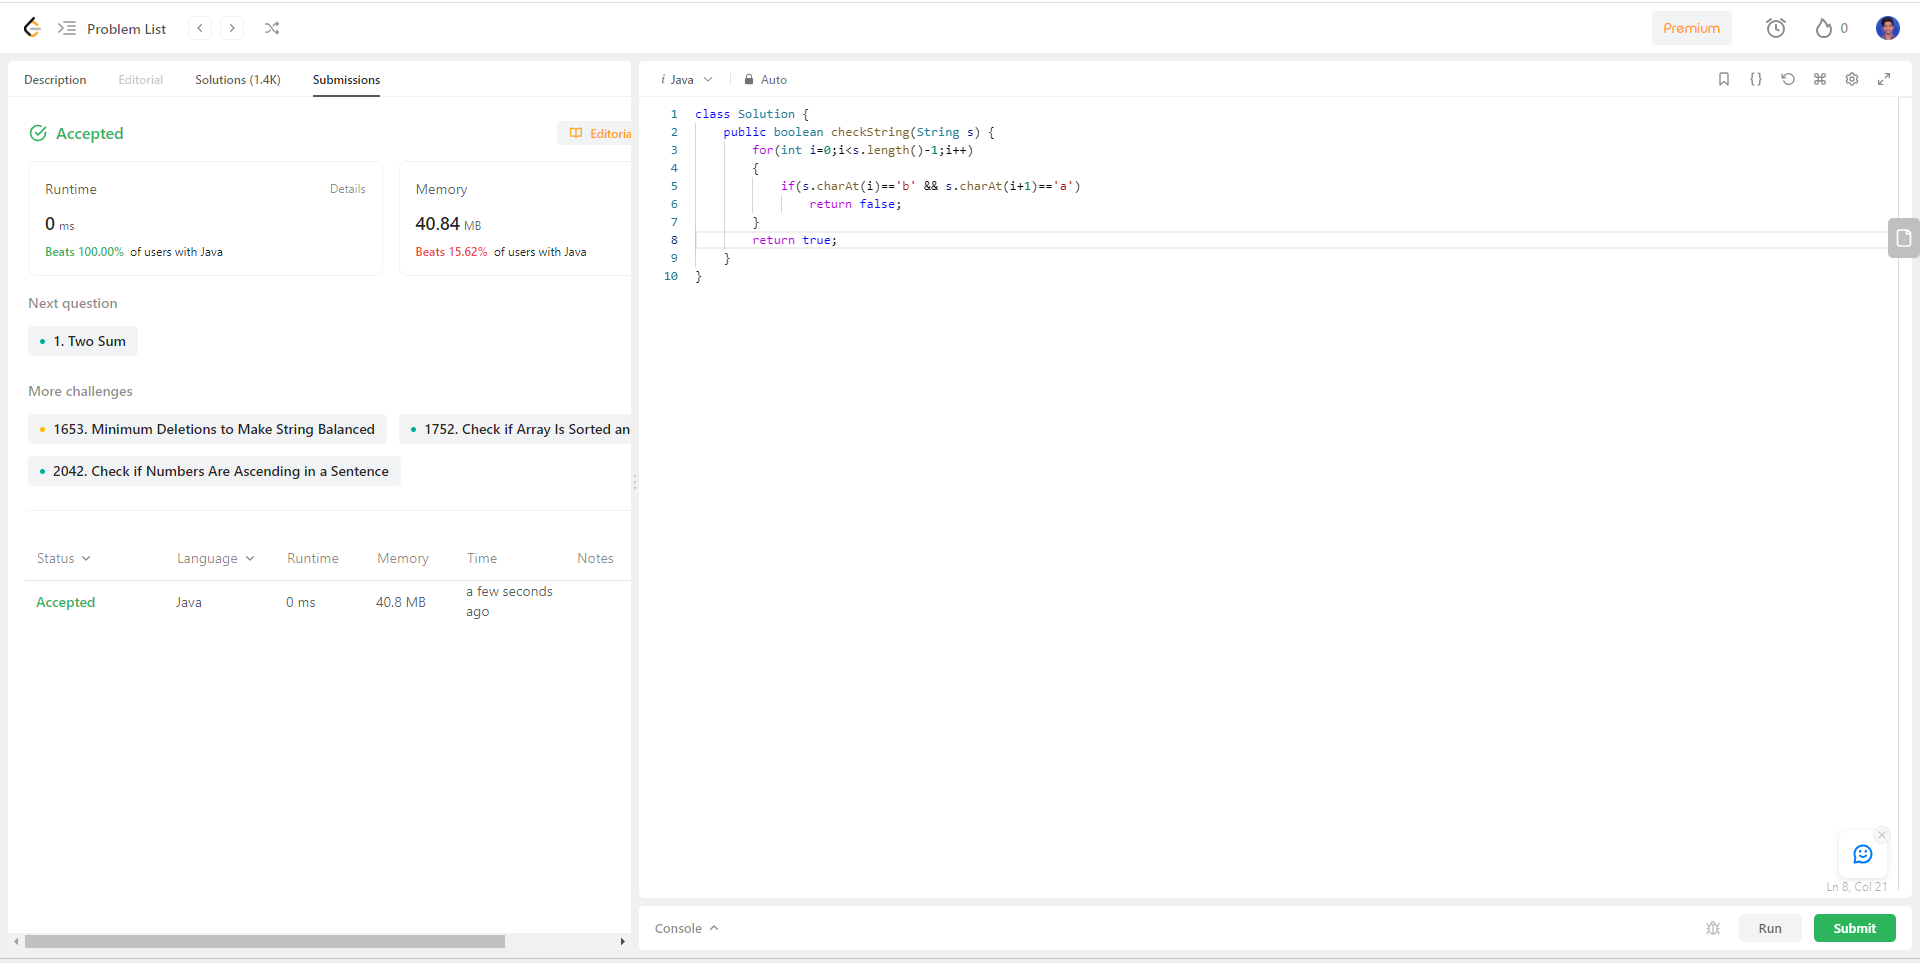 Problem List
Premium
0
Description Editorial Solutions (1.4K) Submissions
Accepted
Editoria
Runtime Details
0 ms
Beats 100.00% of users with Java
Memory
40.84 MB
Beats 15.62% of users with Java
Next question
1. Two Sum
More challenges
1653. Minimum Deletions to Make String Balanced
1752. Check if Array Is Sorted an
2042. Check if Numbers Are Ascending in a Sentence
Status Language Runtime Memory Time Notes
Accepted Java 0 ms 40.8 MB a few seconds
ago
i Java Auto
1 class Solution {
2 public boolean checkString(String s) {
3 for(int i=0;i<s.length()-1;i++)
4 {
5 if(s.charAt(i)=='b' && s.charAt(i+1)=='a')
6 return false;
7 }
8 return true;
9 }
10 }
Ln 8, Col 21
Console
Run
Submit